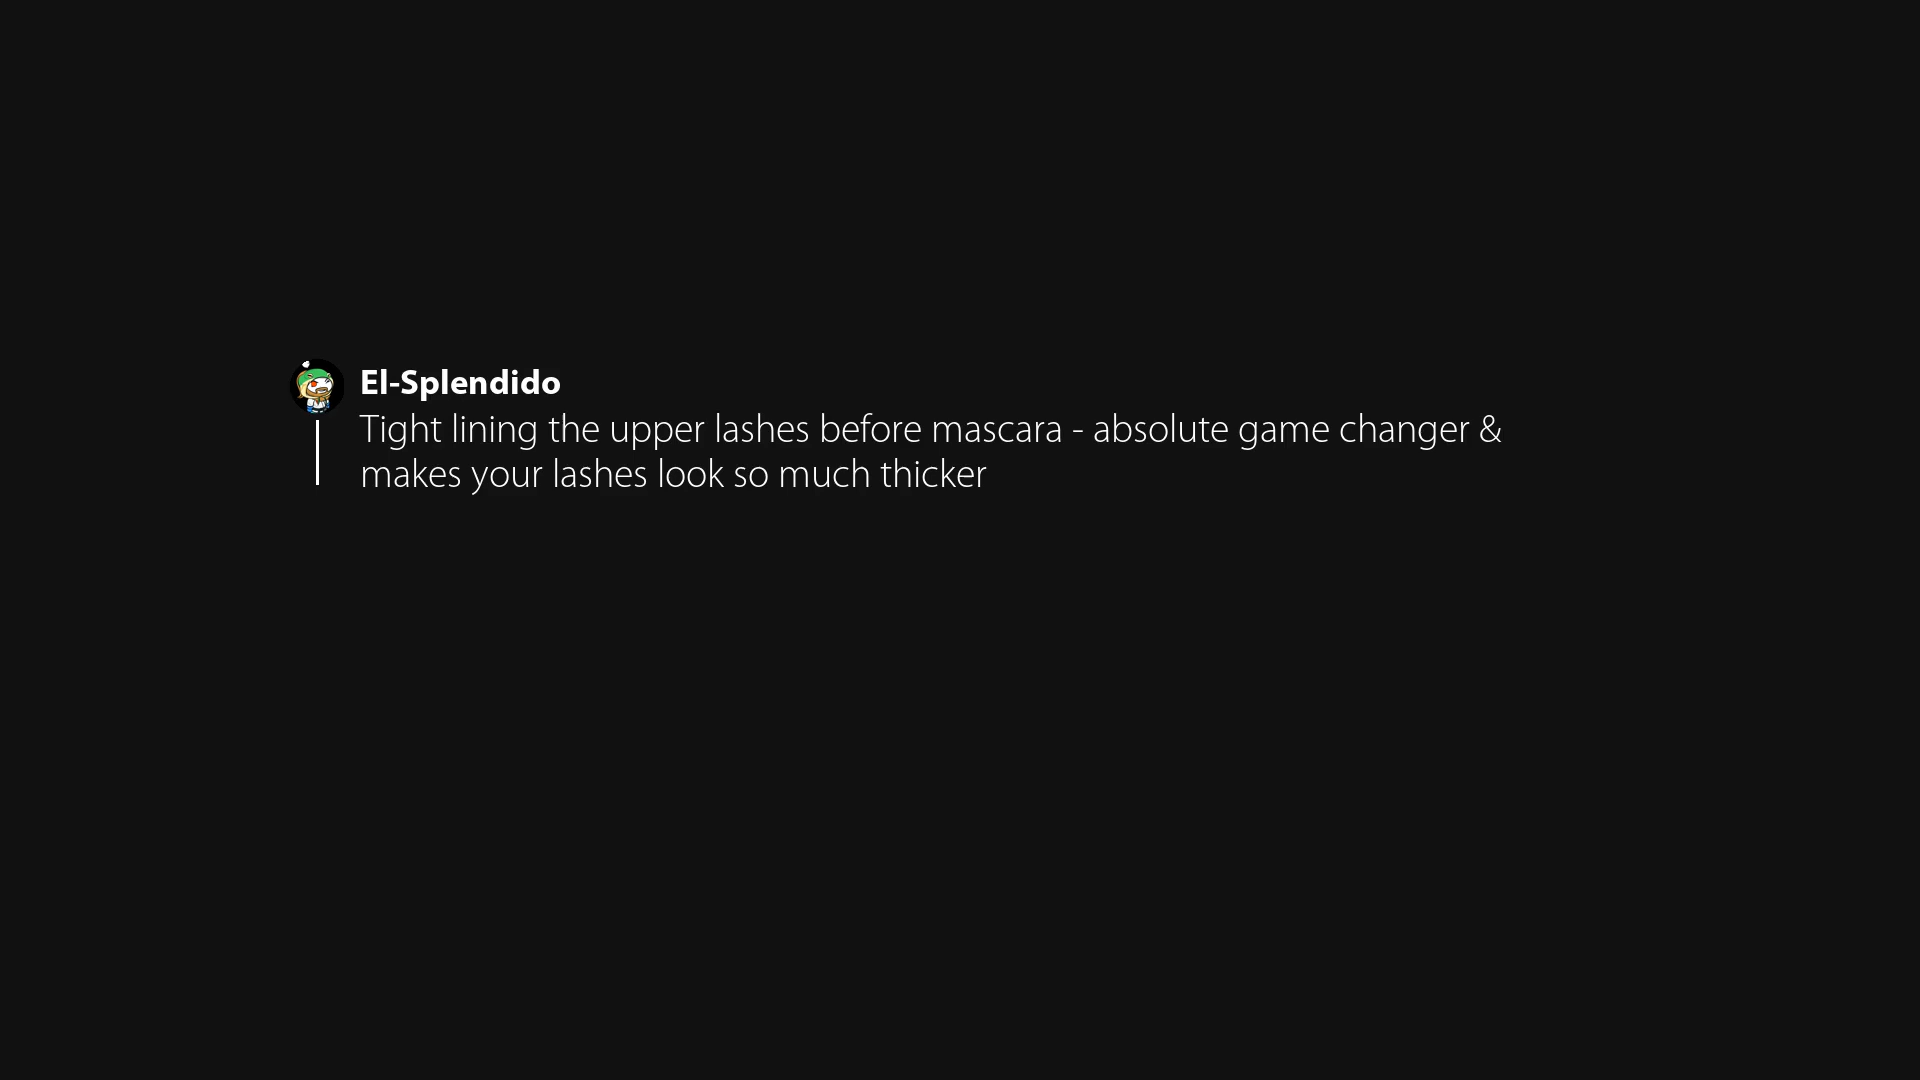 El-Splendido
Tight lining the upper lashes before mascara - absolute game changer &
makes your lashes look so much thicker